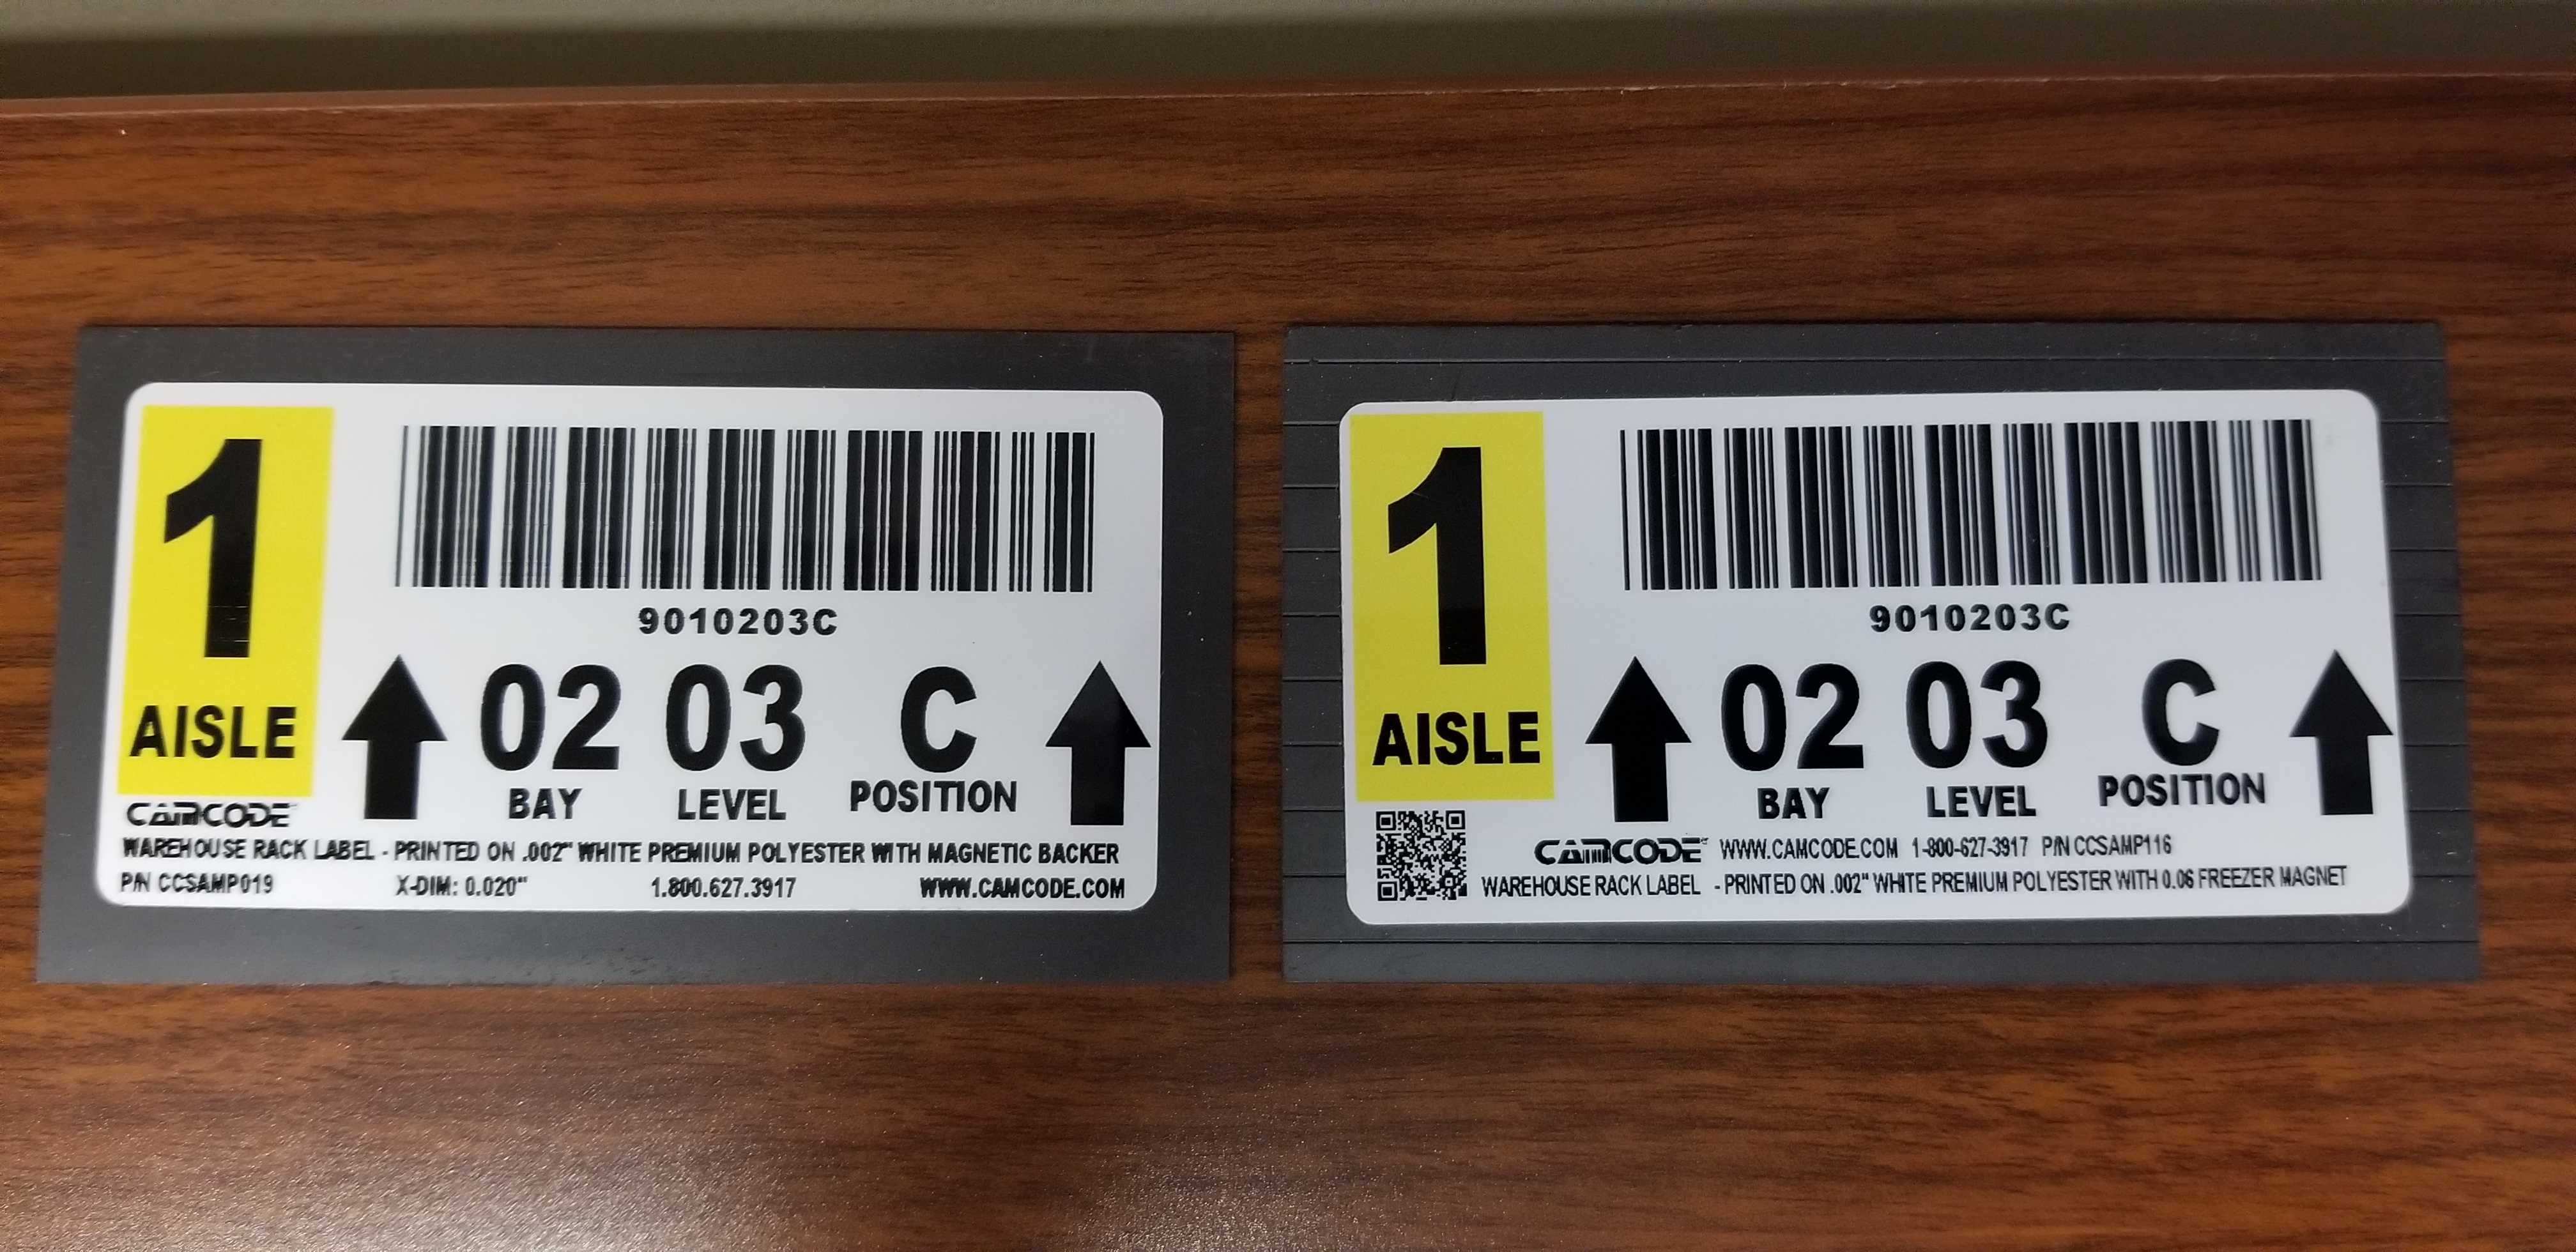 1
AISLE
9010203C
02 03 C
BAY LEVEL POSITION
CAMCODE
WAREHOUSE RACK LABEL - PRINTED ON .002" WHITE PREMIUM POLYESTER WITH MAGNETIC BACKER
P/N CCSAMP019 X-DIM: 0.020" 1.800.627.3917 WWW.CAMCODE.COM
1
AISLE
9010203C
02 03 C
BAY LEVEL POSITION
CAMCODE WWW.CAMCODE.COM 1-800-627-3917 P/N CCSAMP116
WAREHOUSE RACK LABEL - PRINTED ON .002" WHITE PREMIUM POLYESTER WITH 0.06 FREEZER MAGNET